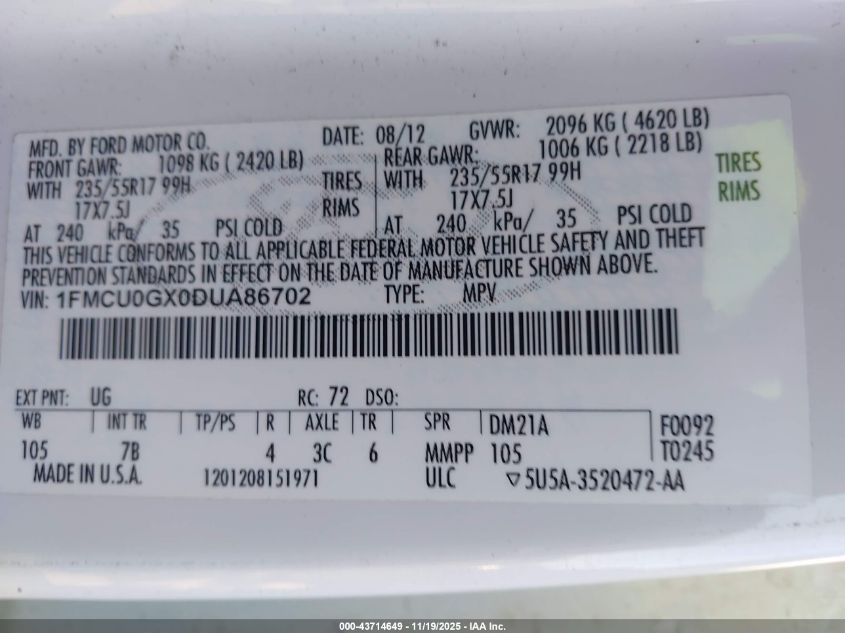 MFD. BY FORD MOTOR CO. DATE: 08/12 GVWR: 2096 KG ( 4620 LB)
FRONT GAWR: 1098 KG ( 2420 LB) REAR GAWR: 1006 KG ( 2218 LB)
WITH 235/55R17 99H TIRES WITH 235/55R17 99H TIRES
17X7.5J RIMS 17X7.5J RIMS
AT 240 kPa/ 35 PSI COLD AT 240 kPa/ 35 PSI COLD
THIS VEHICLE CONFORMS TO ALL APPLICABLE FEDERAL MOTOR VEHICLE SAFETY AND THEFT
PREVENTION STANDARDS IN EFFECT ON THE DATE OF MANUFACTURE SHOWN ABOVE.
VIN: 1FMCU0GX0DUA86702 TYPE: MPV
EXT PNT: UG RC: 72 DSO:
WB INT TR TP/PS R AXLE TR SPR DM21A F0092
105 7B 4 3C 6 MMPP 105 T0245
MADE IN U.S.A. 1201208151971 ULC ▽5U5A-3520472-AA
000-43714649 - 11/19/2025 - IAA Inc.